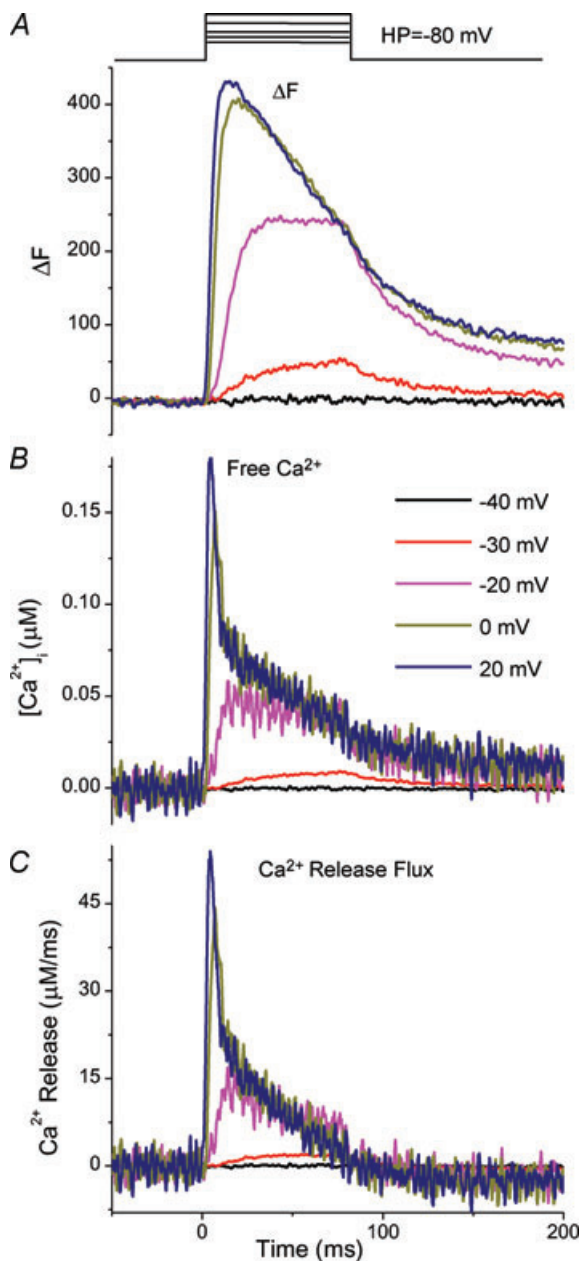 A
HP=-80 mV
ΔF
ΔF
400
300
200
100
0
B
Free Ca²⁺
[Ca²⁺]ᵢ (μM)
0.15
0.10
0.05
0.00
-40 mV
-30 mV
-20 mV
0 mV
20 mV
C
Ca²⁺ Release Flux
Ca²⁺ Release (μM/ms)
45
30
15
0
0 100 200
Time (ms)